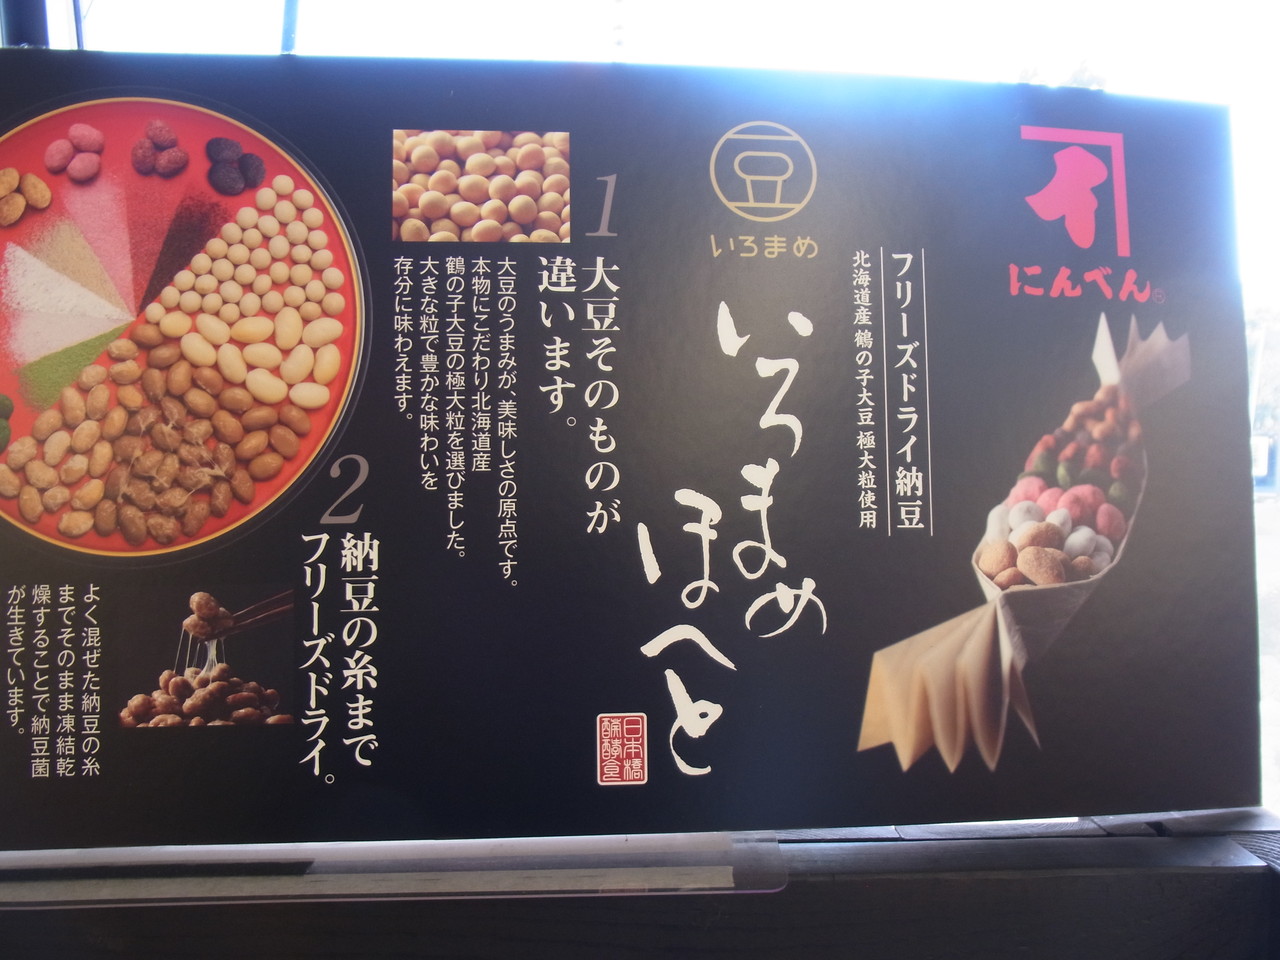 にんべん
フリーズドライ納豆
北海道産 鶴の子大豆 極大粒使用
豆
いろまめ
いろまめ
ほへと
日本橋
醗酵食
1
大豆そのものが
違います。
大豆のうまみが、美味しさの原点です。
本物にこだわり北海道産
鶴の子大豆の極大粒を選びました。
大きな粒で豊かな味わいを
存分に味わえます。
2
納豆の糸まで
フリーズドライ。
よく混ぜた納豆の糸
までそのまま凍結乾
燥することで納豆菌
が生きています。